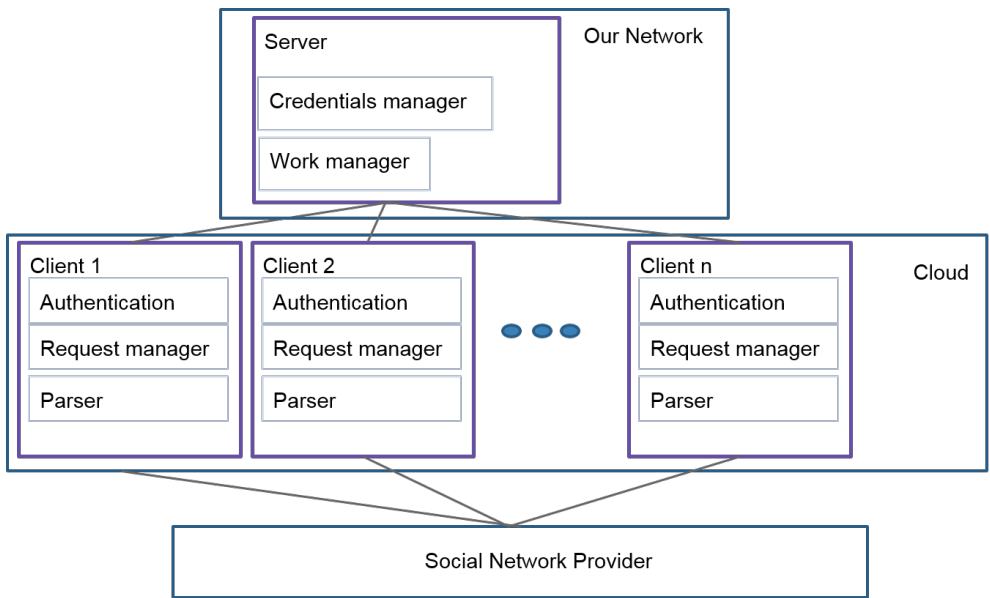 Server
Our Network
Credentials manager
Work manager
Cloud
Client 1
Authentication
Request manager
Parser
Client 2
Authentication
Request manager
Parser
Client n
Authentication
Request manager
Parser
Social Network Provider